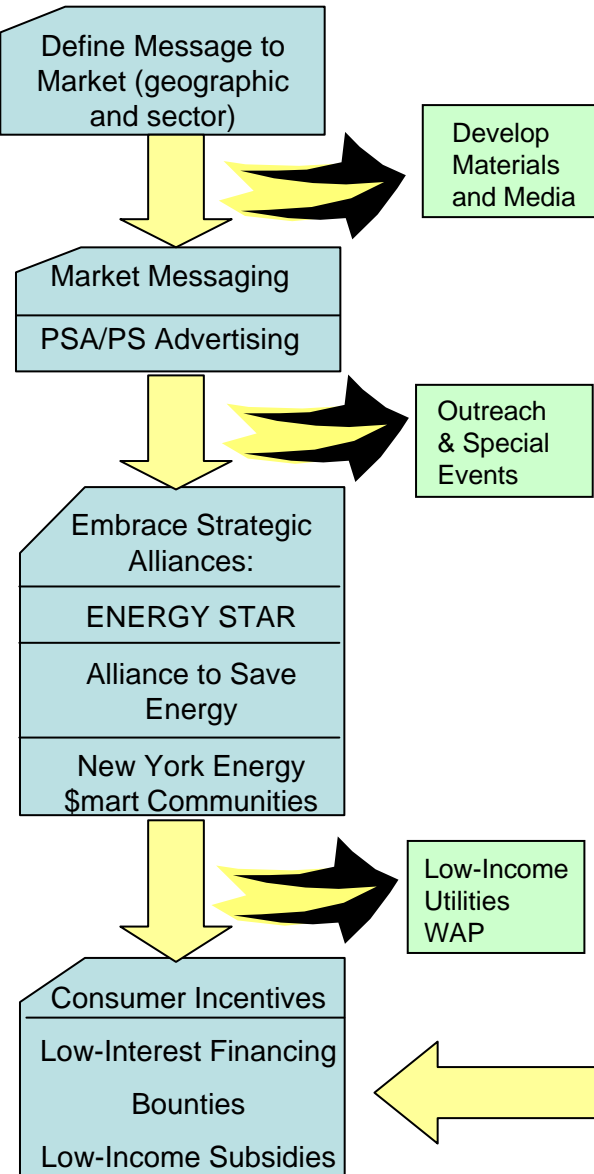 Define Message to
Market (geographic
and sector)
Develop
Materials
and Media
Market Messaging
PSA/PS Advertising
Outreach
& Special
Events
Embrace Strategic
Alliances:
ENERGY STAR
Alliance to Save
Energy
New York Energy
$mart Communities
Low-Income
Utilities
WAP
Consumer Incentives
Low-Interest Financing
Bounties
Low-Income Subsidies